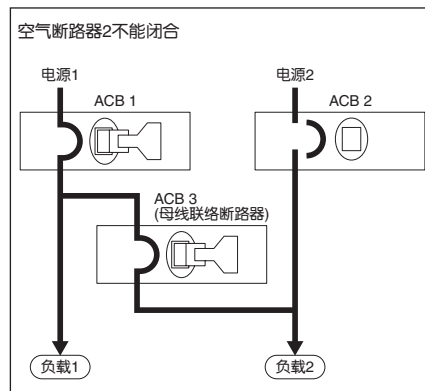 空气断路器2不能闭合
电源1
电源2
ACB 1
ACB 2
ACB 3
(母线联络断路器)
负载1
负载2